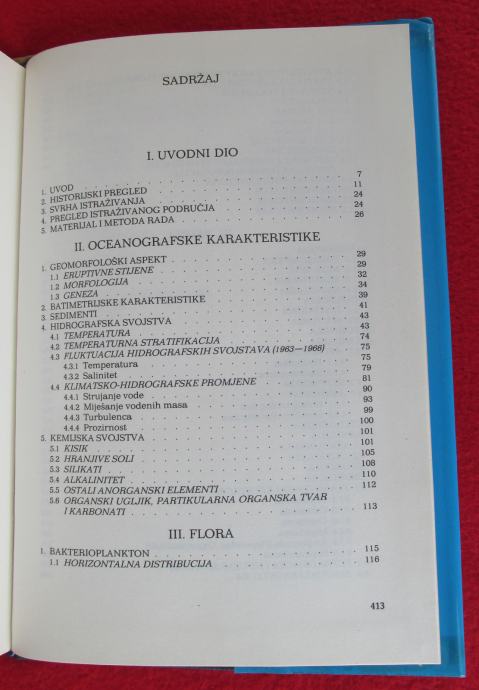 SADRŽAJ
I. UVODNI DIO
1. UVOD . . . 7
2. HISTORIJSKI PREGLED . . . 11
3. SVRHA ISTRAŽIVANJA . . . 24
4. PREGLED ISTRAŽIVANOG PODRUČJA . . . 24
5. MATERIJAL I METODA RADA . . . 26
II. OCEANOGRAFSKE KARAKTERISTIKE
1. GEOMORFOLOŠKI ASPEKT . . . 29
1.1 ERUPTIVNE STIJENE . . . 29
1.2 MORFOLOGIJA . . . 32
1.3 GENEZA . . . 34
2. BATIMETRIJSKE KARAKTERISTIKE . . . 39
3. SEDIMENTI . . . 41
4. HIDROGRAFSKA SVOJSTVA . . . 43
4.1 TEMPERATURA . . . 43
4.2 TEMPERATURNA STRATIFIKACIJA . . . 74
4.3 FLUKTUACIJA HIDROGRAFSKIH SVOJSTAVA (1963—1966) . . . 75
4.3.1 Temperatura . . . 75
4.3.2 Salinitet . . . 79
4.4 KLIMATSKO-HIDROGRAFSKE PROMJENE . . . 81
4.4.1 Strujanje vode . . . 90
4.4.2 Miješanje vodenih masa . . . 93
4.4.3 Turbulenca . . . 99
4.4.4 Prozirnost . . . 100
5. KEMIJSKA SVOJSTVA . . . 101
5.1 KISIK . . . 101
5.2 HRANJIVE SOLI . . . 105
5.3 SILIKATI . . . 108
5.4 ALKALINITET . . . 110
5.5 OSTALI ANORGANSKI ELEMENTI . . . 112
5.6 ORGANSKI UGLJIK, PARTIKULARNA ORGANSKA TVAR
I KARBONATI . . . 113
III. FLORA
1. BAKTERIOPLANKTON . . . 115
1.1 HORIZONTALNA DISTRIBUCIJA . . . 116
413